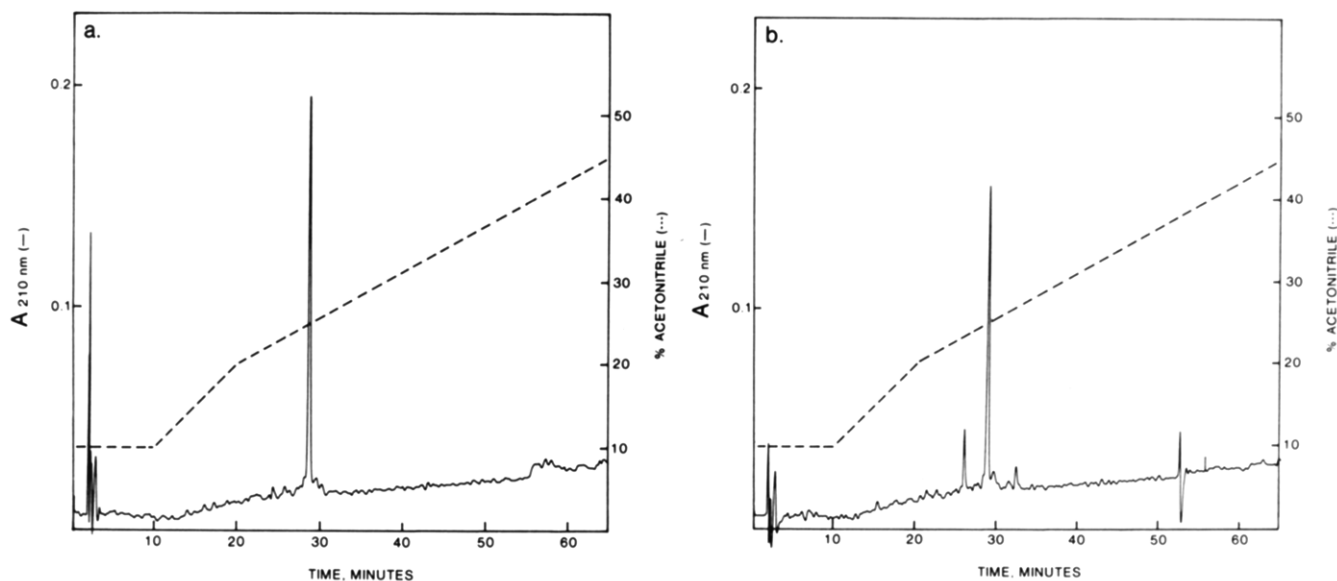 a.
0.2
0.1
A 210 nm (—)
50
40
30
20
10
% ACETONITRILE (---)
10 20 30 40 50 60
TIME, MINUTES
b.
0.2
0.1
A 210 nm (—)
50
40
30
20
10
% ACETONITRILE (---)
10 20 30 40 50 60
TIME, MINUTES